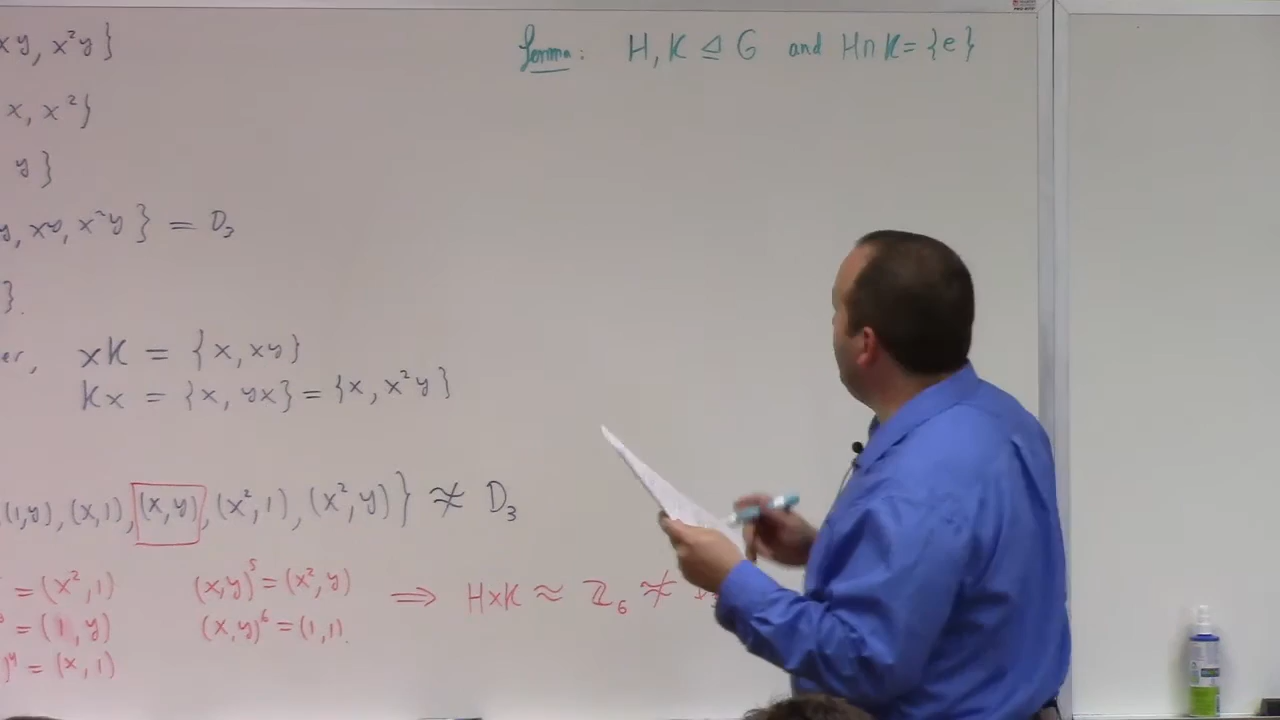 xy, x²y}
x, x²}
y}
y, xy, x²y} = D₃
}.
er, xK = {x, xy}
Kx = {x, yx} = {x, x²y}
(1,y), (x,1), (x,y), (x²,1), (x²,y)} ≉ D₃
= (x²,1) (x,y)⁵ = (x²,y) ⟹ H×K ≈ ℤ₆ ≉
= (1,y) (x,y)⁶ = (1,1).
)⁴ = (x,1)
Lemma: H, K ⊴ G and H∩K = {e}